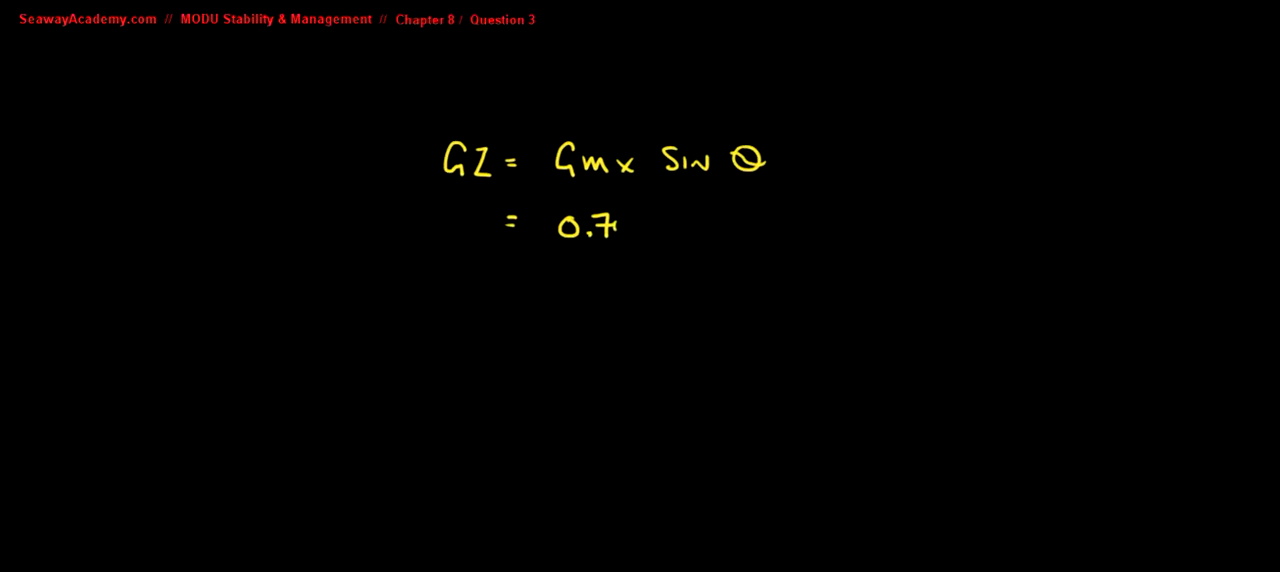 SeawayAcademy.com // MODU Stability & Management // Chapter 8 / Question 3
GZ = Gm x Sin θ
= 0.7